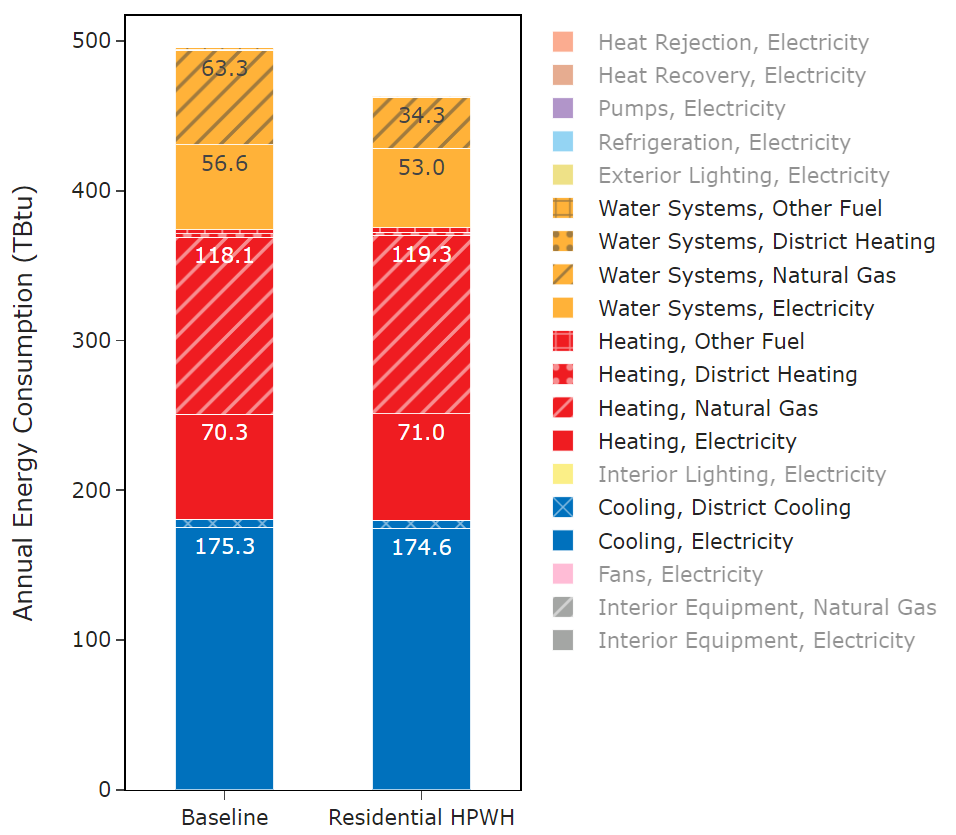 Annual Energy Consumption (TBtu)
500
400
300
200
100
0
63.3
56.6
118.1
70.3
175.3
34.3
53.0
119.3
71.0
174.6
Baseline
Residential HPWH
Heat Rejection, Electricity
Heat Recovery, Electricity
Pumps, Electricity
Refrigeration, Electricity
Exterior Lighting, Electricity
Water Systems, Other Fuel
Water Systems, District Heating
Water Systems, Natural Gas
Water Systems, Electricity
Heating, Other Fuel
Heating, District Heating
Heating, Natural Gas
Heating, Electricity
Interior Lighting, Electricity
Cooling, District Cooling
Cooling, Electricity
Fans, Electricity
Interior Equipment, Natural Gas
Interior Equipment, Electricity